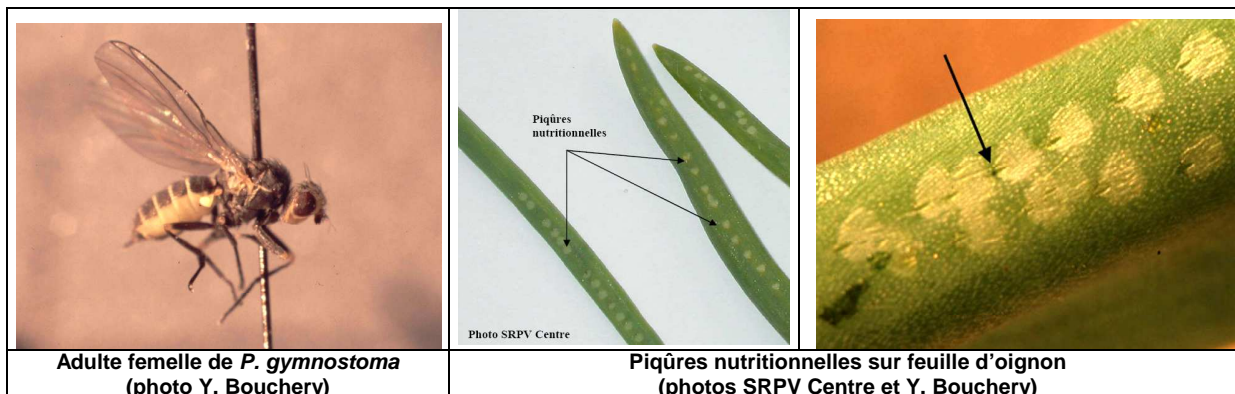 Piqûres
nutritionnelles
Photo SRPV Centre
Adulte femelle de P. gymnostoma
(photo Y. Bouchery)
Piqûres nutritionnelles sur feuille d'oignon
(photos SRPV Centre et Y. Bouchery)